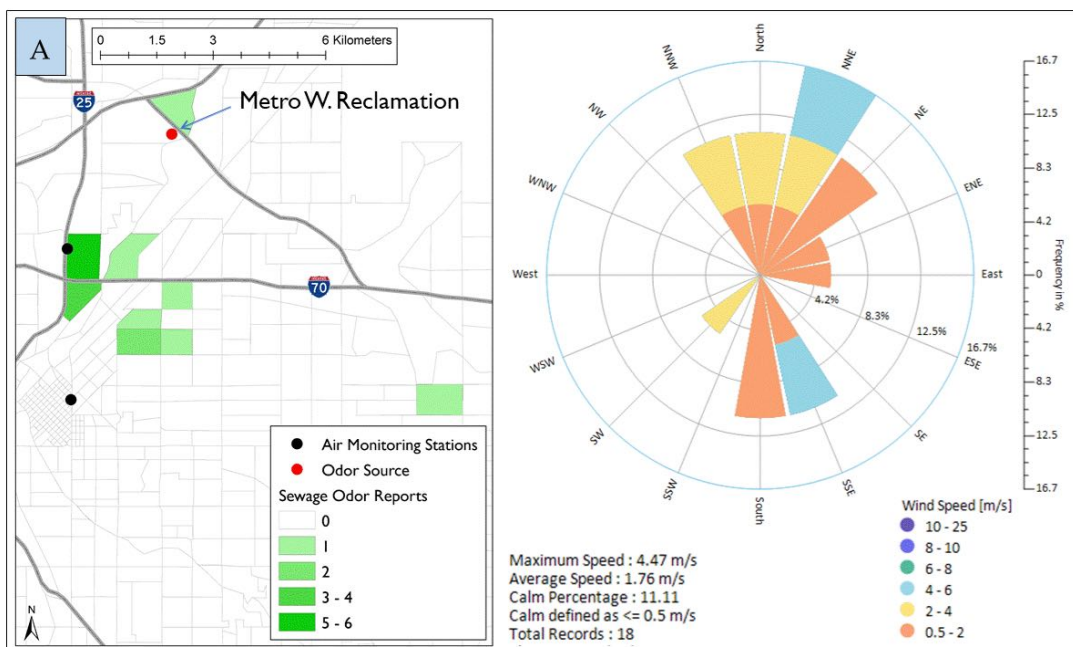 A
0 1.5 3 6 Kilometers
INTERSTATE
25
Metro W. Reclamation
INTERSTATE
70
N
Air Monitoring Stations
Odor Source
Sewage Odor Reports
0
1
2
3 - 4
5 - 6
North
NNE
NE
ENE
East
ESE
SE
SSE
South
SSW
SW
WSW
West
WNW
NW
NNW
4.2%
8.3%
12.5%
16.7%
16.7
12.5
8.3
4.2
0
4.2
8.3
12.5
16.7
Frequency in %
Maximum Speed : 4.47 m/s
Average Speed : 1.76 m/s
Calm Percentage : 11.11
Calm defined as <= 0.5 m/s
Total Records : 18
Wind Speed [m/s]
10 - 25
8 - 10
6 - 8
4 - 6
2 - 4
0.5 - 2